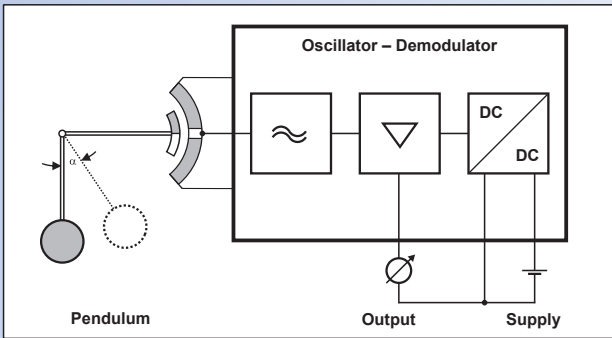 Oscillator – Demodulator
DC
DC
α
Pendulum
Output
Supply